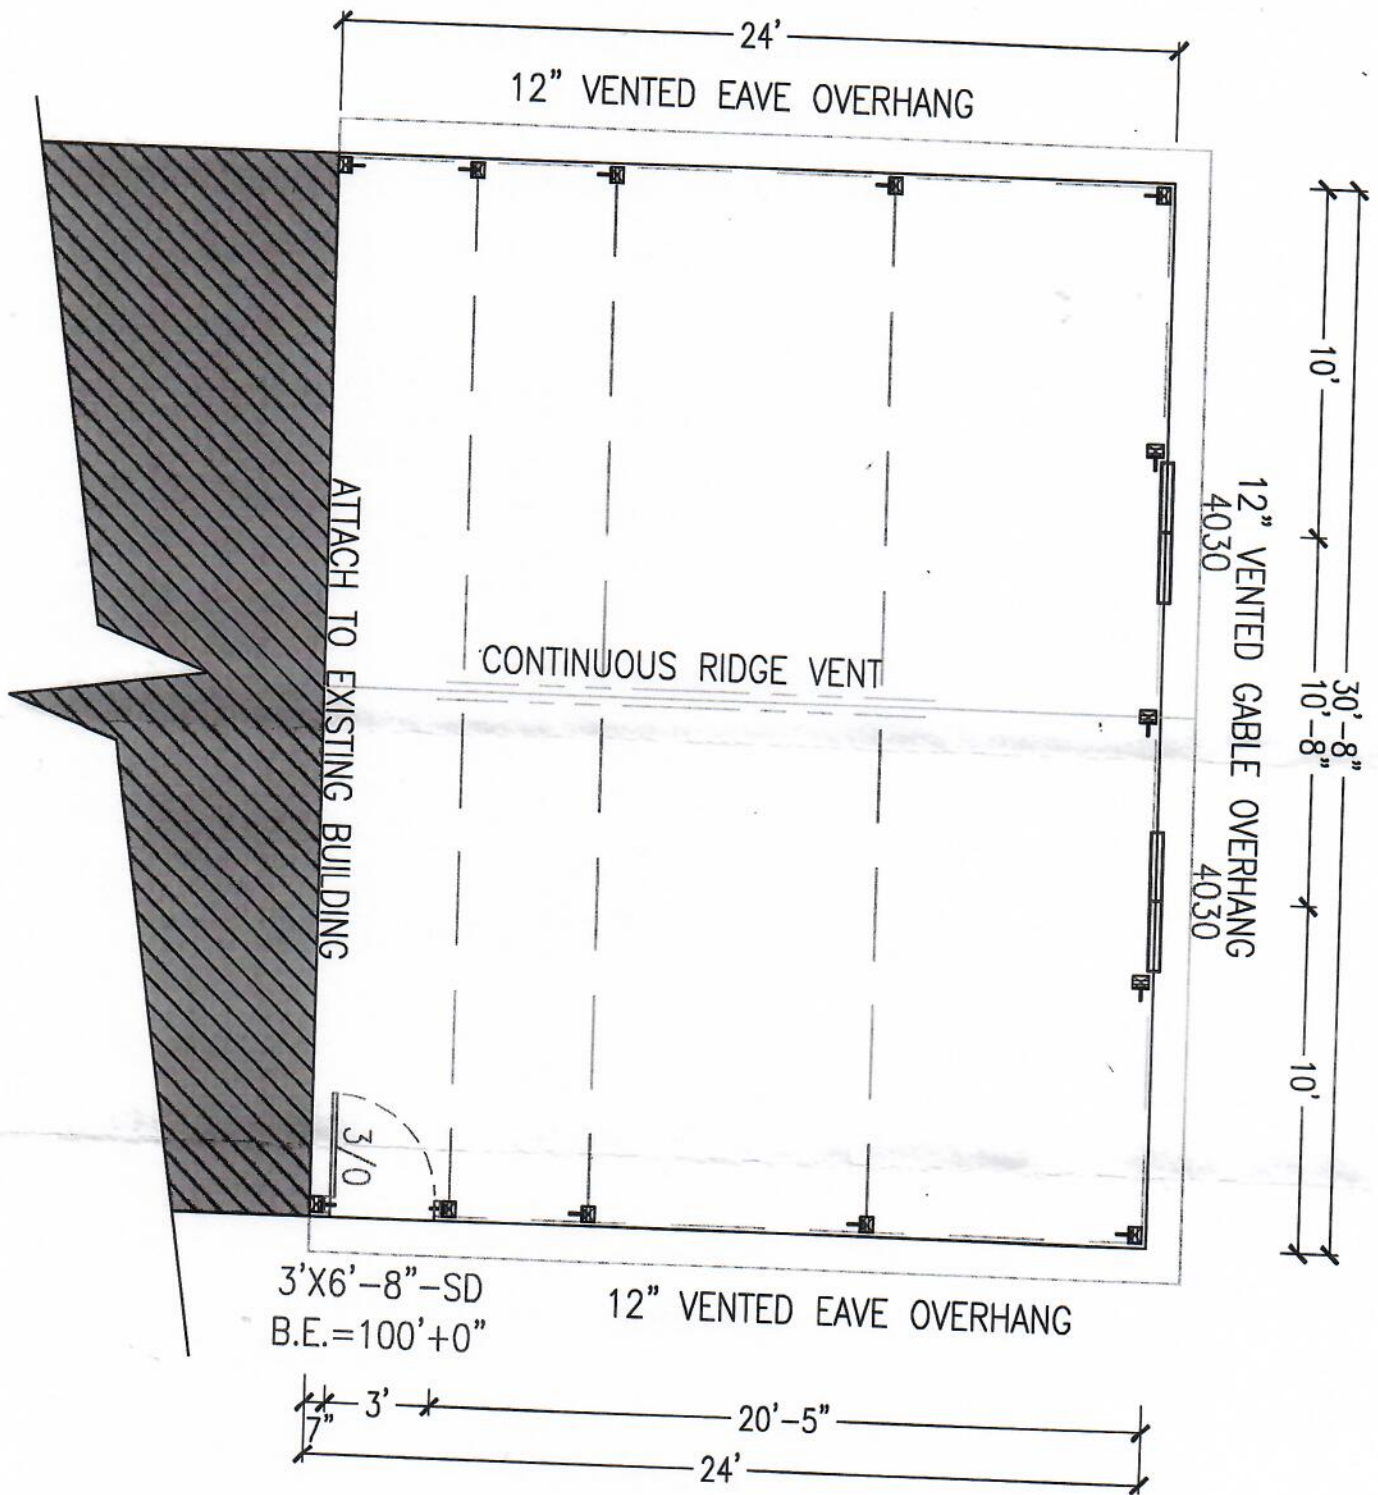 24'
12" VENTED EAVE OVERHANG
10'
12" VENTED GABLE OVERHANG
4030
30'-8"
10'-8"
ATTACH TO EXISTING BUILDING
CONTINUOUS RIDGE VENT
4030
10'
3/0
3'X6'-8"-SD
B.E.=100'+0"
12" VENTED EAVE OVERHANG
7"
3'
20'-5"
24'